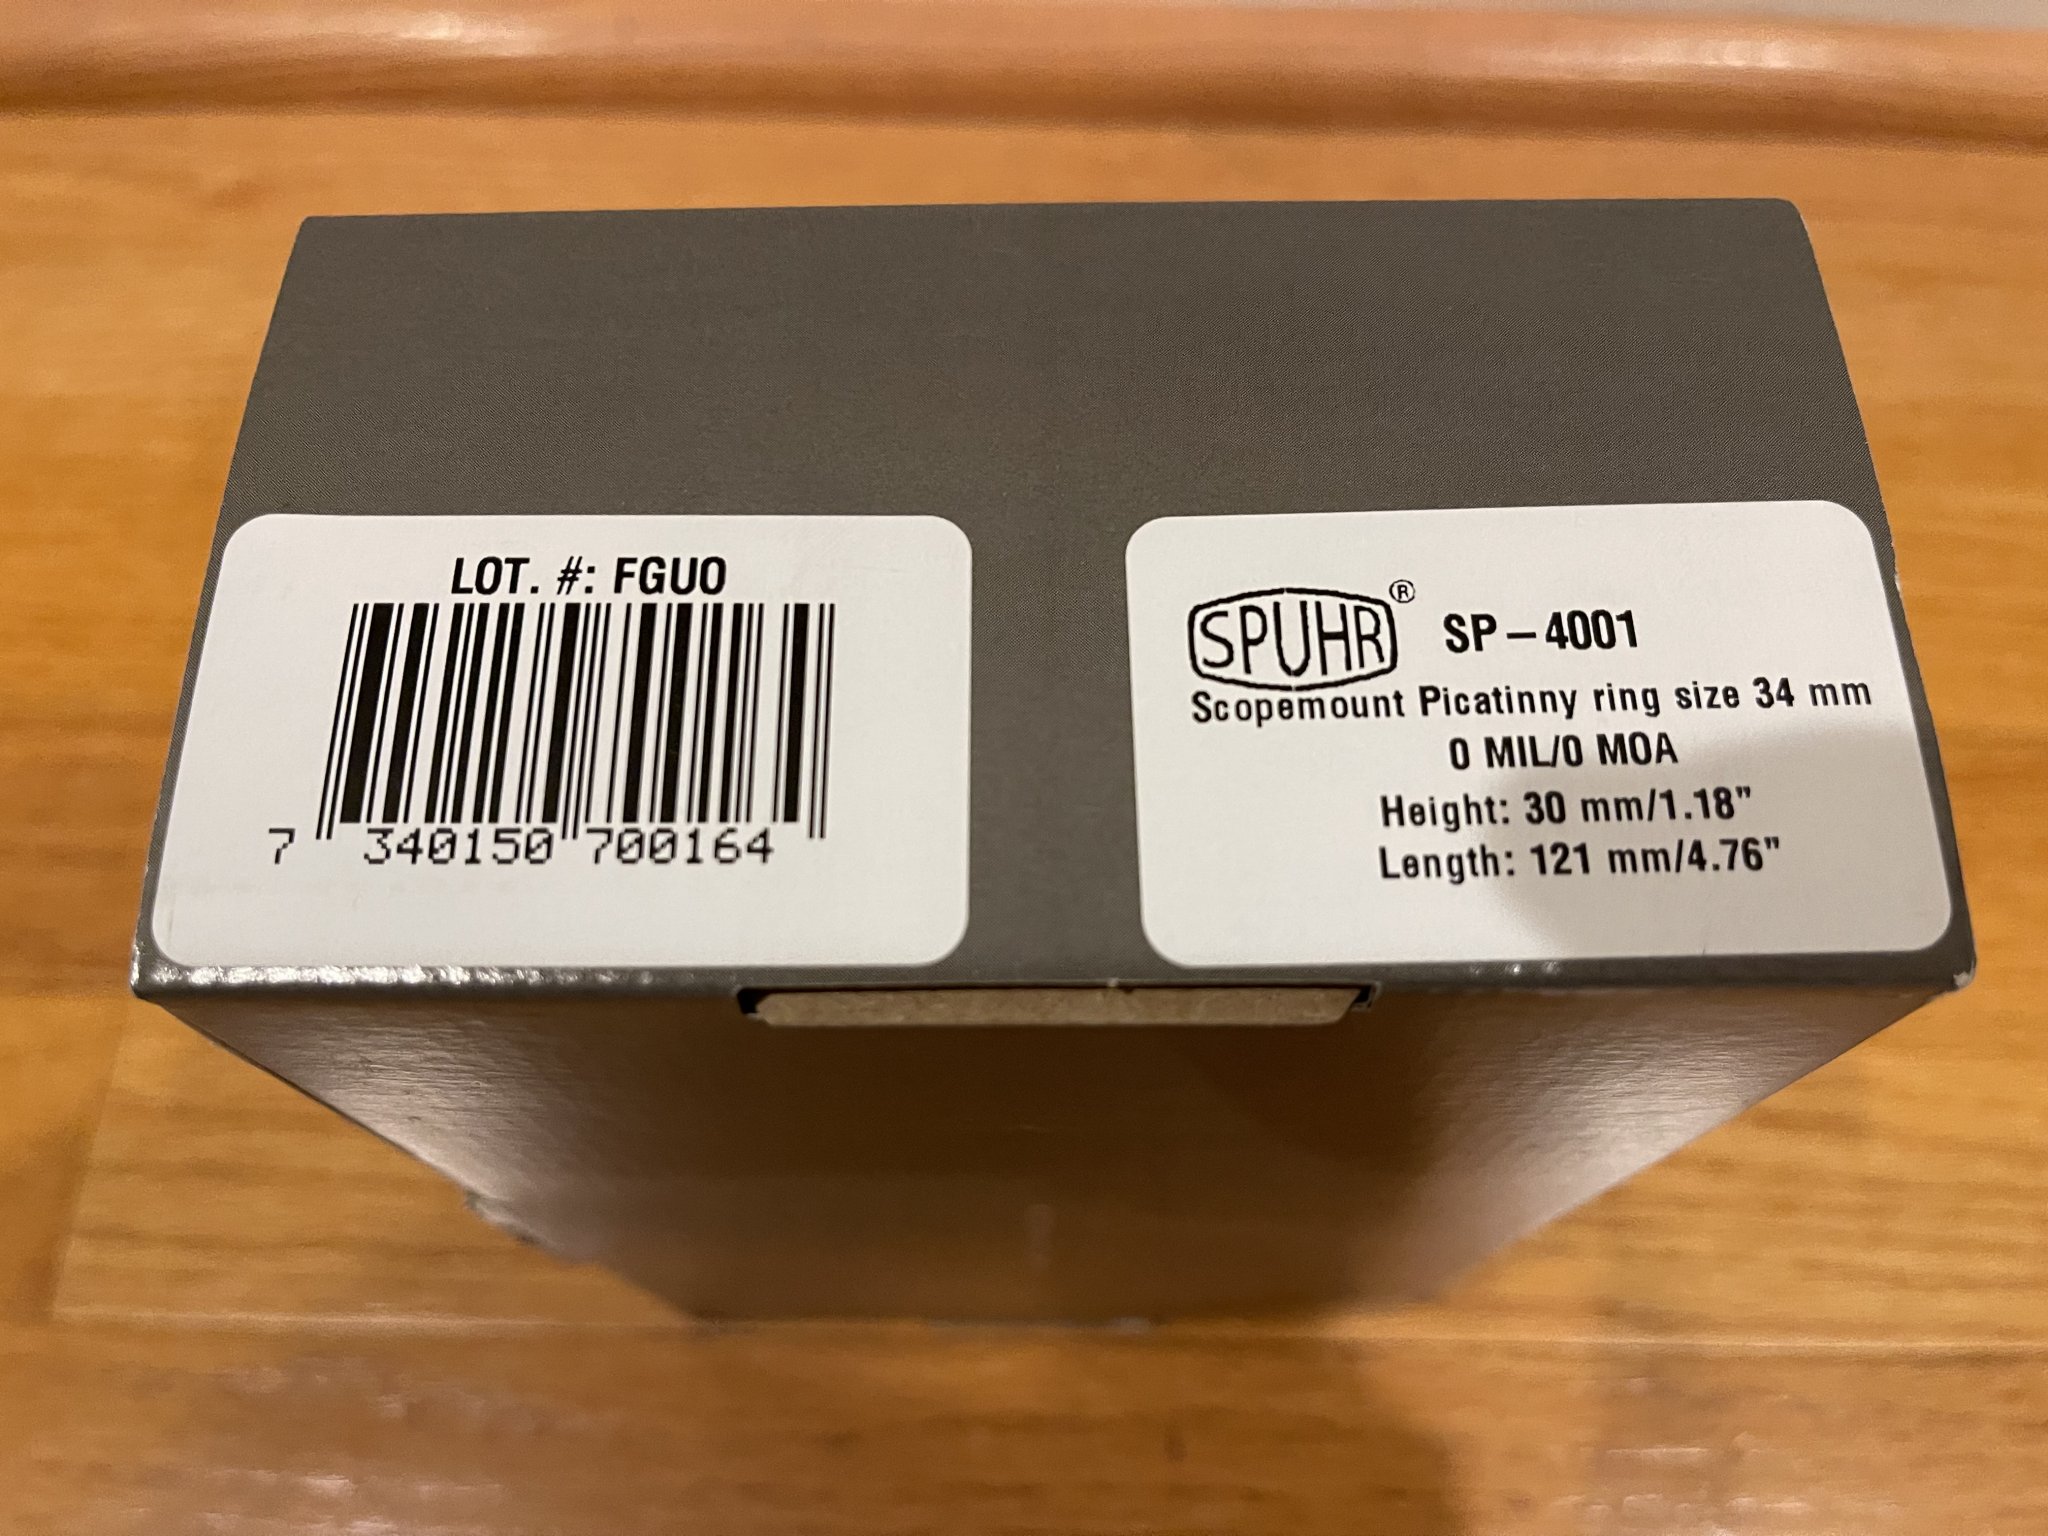 LOT. #: FGUO
7 340150 700164
SPUHR® SP-4001
Scopemount Picatinny ring size 34 mm
0 MIL/0 MOA
Height: 30 mm/1.18"
Length: 121 mm/4.76"